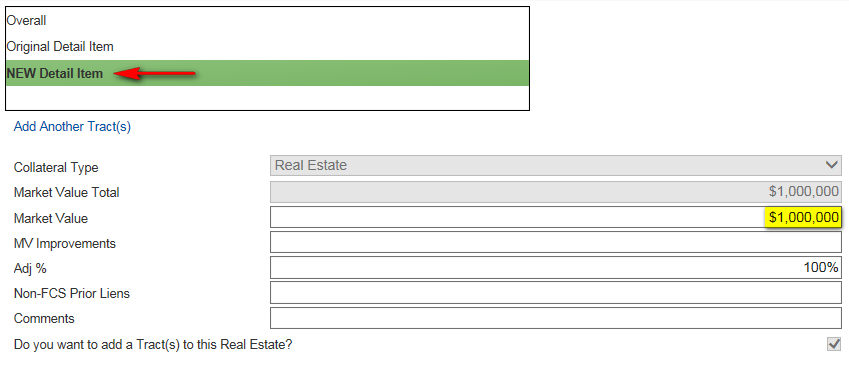 Overall
Original Detail Item
NEW Detail Item
Add Another Tract(s)
Collateral Type Real Estate
Market Value Total $1,000,000
Market Value $1,000,000
MV Improvements
Adj % 100%
Non-FCS Prior Liens
Comments
Do you want to add a Tract(s) to this Real Estate?